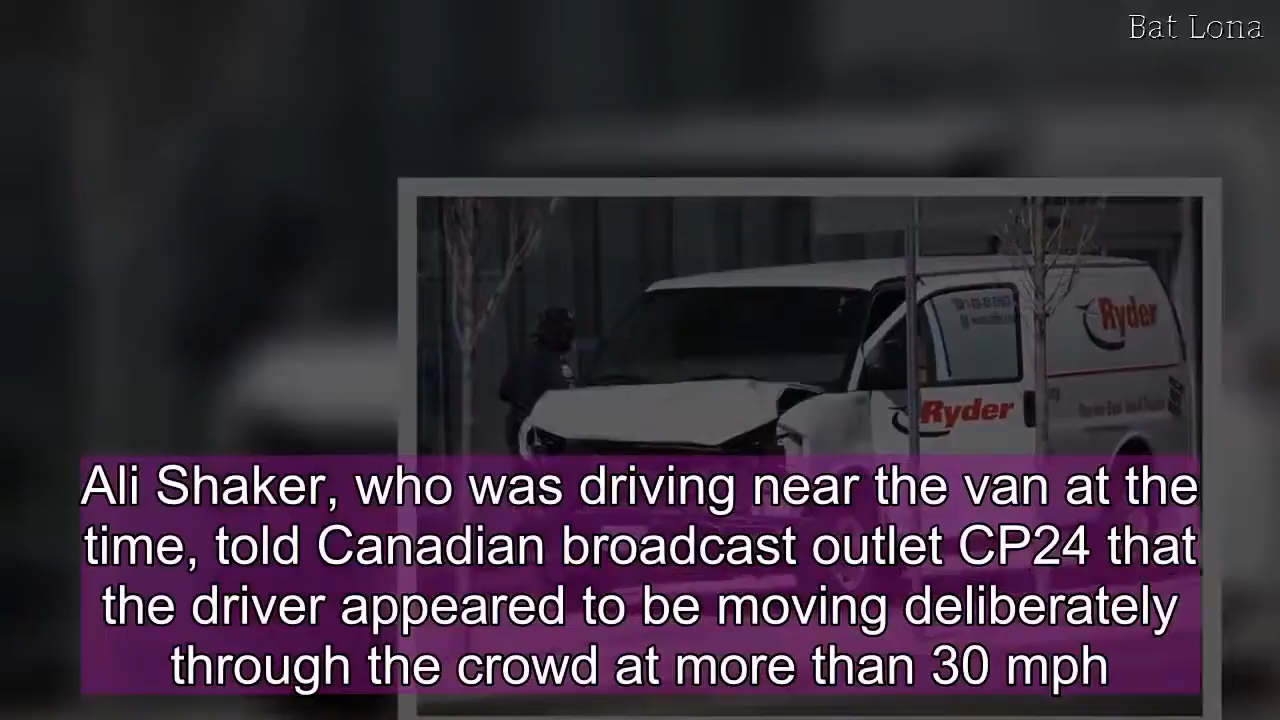 Bat Lona
Ryder
Ryder
Ali Shaker, who was driving near the van at the
time, told Canadian broadcast outlet CP24 that
the driver appeared to be moving deliberately
through the crowd at more than 30 mph